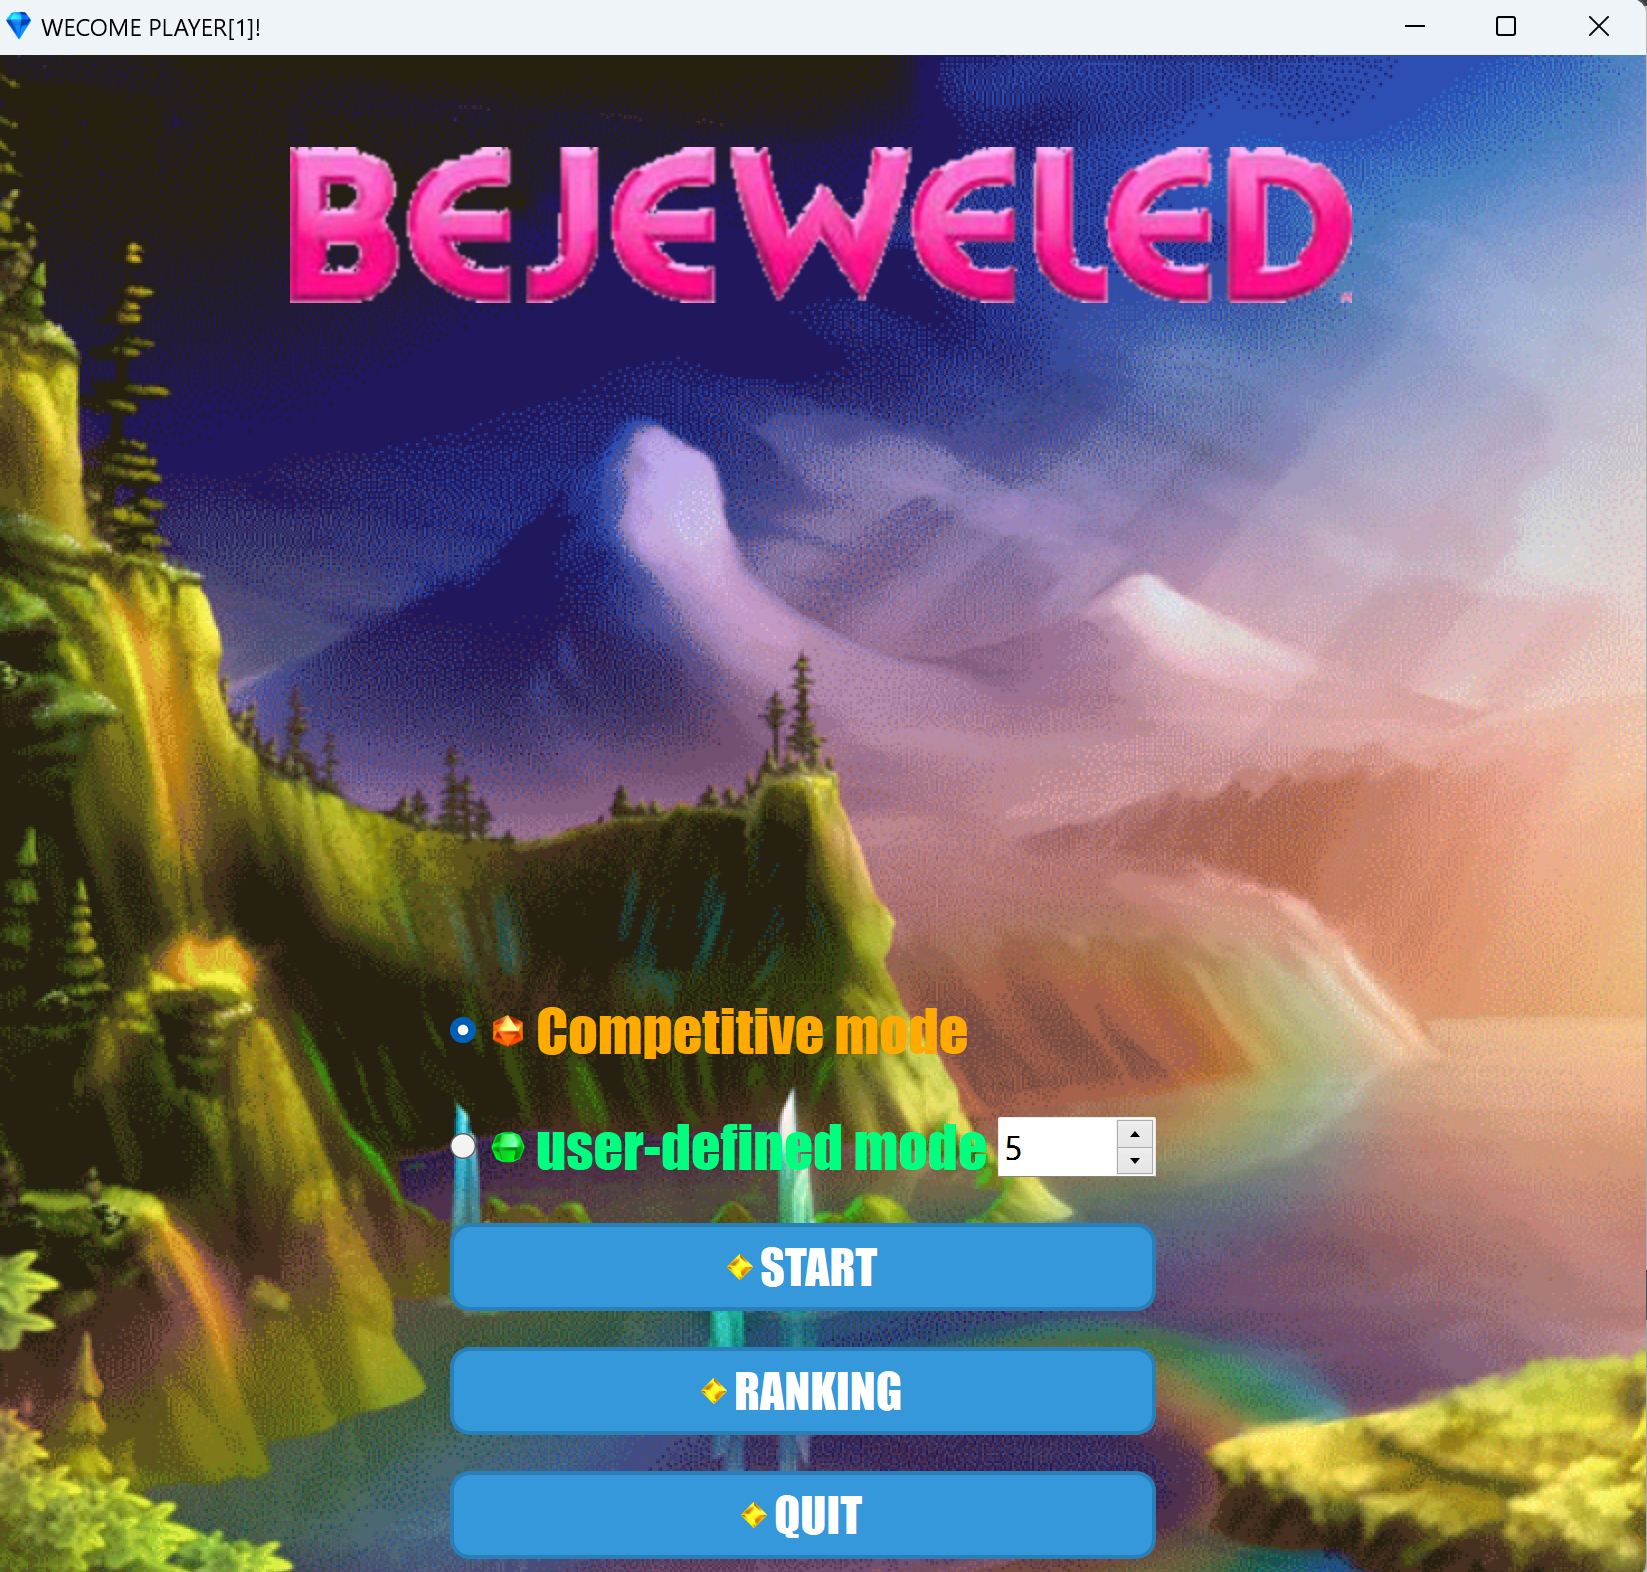 WECOME PLAYER[1]!
BEJEWELED
Competitive mode
user-defined mode 5
START
RANKING
QUIT